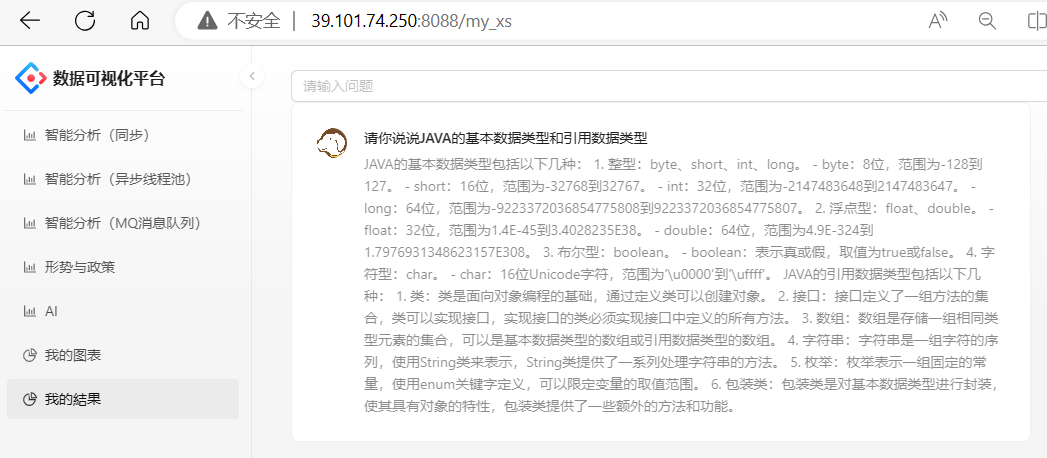 不安全 | 39.101.74.250:8088/my_xs
数据可视化平台
智能分析（同步）
智能分析（异步线程池）
智能分析（MQ消息队列）
形势与政策
AI
我的图表
我的結果
请输入问题
请你说说JAVA的基本数据类型和引用数据类型
JAVA的基本数据类型包括以下几种： 1. 整型：byte、short、int、long。 - byte：8位，范围为-128到
127。 - short：16位，范围为-32768到32767。 - int：32位，范围为-2147483648到2147483647。 -
long：64位，范围为-9223372036854775808到9223372036854775807。 2. 浮点型：float、double。 -
float：32位，范围为1.4E-45到3.4028235E38。 - double：64位，范围为4.9E-324到
1.7976931348623157E308。 3. 布尔型：boolean。 - boolean：表示真或假，取值为true或false。 4. 字
符型：char。 - char：16位Unicode字符，范围为'\u0000'到'\uffff'。 JAVA的引用数据类型包括以下几
种： 1. 类：类是面向对象编程的基础，通过定义类可以创建对象。 2. 接口：接口定义了一组方法的集
合，类可以实现接口，实现接口的类必须实现接口中定义的所有方法。 3. 数组：数组是存储一组相同类
型元素的集合，可以是基本数据类型的数组或引用数据类型的数组。 4. 字符串：字符串是一组字符的序
列，使用String类来表示，String类提供了一系列处理字符串的方法。 5. 枚举：枚举表示一组固定的常
量，使用enum关键字定义，可以限定变量的取值范围。 6. 包装类：包装类是对基本数据类型进行封装，
使其具有对象的特性，包装类提供了一些额外的方法和功能。